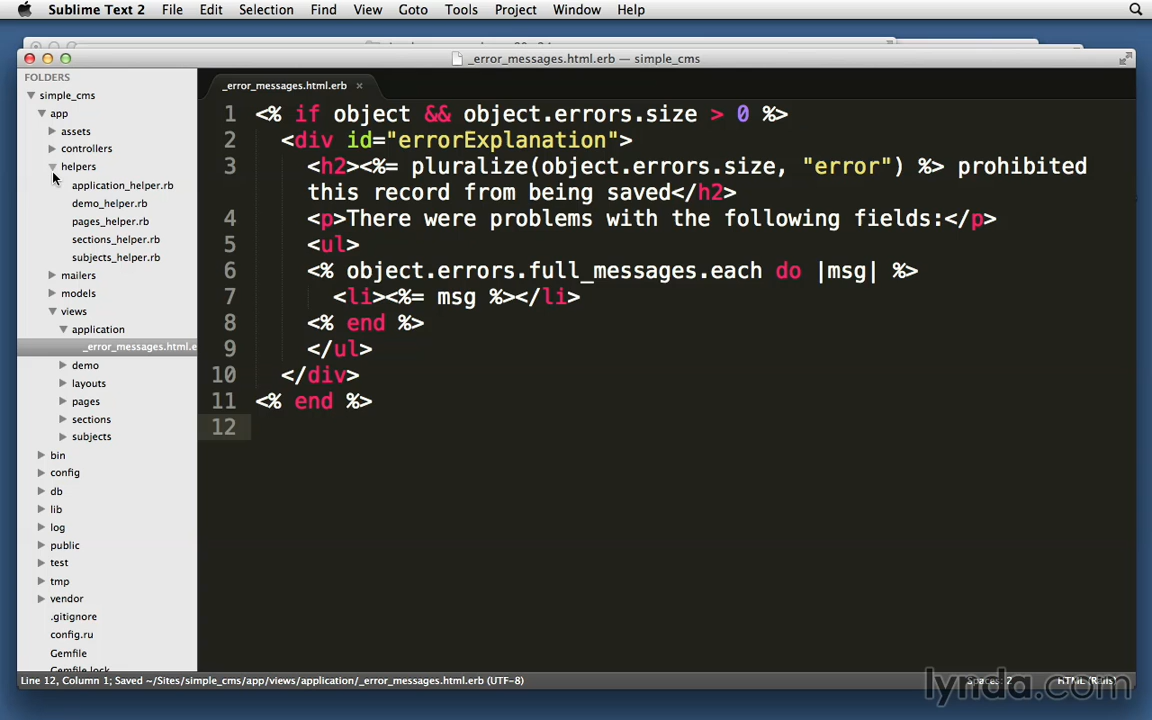 Sublime Text 2 File Edit Selection Find View Goto Tools Project Window Help
_error_messages.html.erb — simple_cms
FOLDERS
simple_cms
app
assets
controllers
helpers
application_helper.rb
demo_helper.rb
pages_helper.rb
sections_helper.rb
subjects_helper.rb
mailers
models
views
application
_error_messages.html.e
demo
layouts
pages
sections
subjects
bin
config
db
lib
log
public
test
tmp
vendor
.gitignore
config.ru
Gemfile
Gemfile.lock
_error_messages.html.erb ×
1 <% if object && object.errors.size > 0 %>
2 <div id="errorExplanation">
3 <h2><%= pluralize(object.errors.size, "error") %> prohibited
this record from being saved</h2>
4 <p>There were problems with the following fields:</p>
5 <ul>
6 <% object.errors.full_messages.each do |msg| %>
7 <li><%= msg %></li>
8 <% end %>
9 </ul>
10 </div>
11 <% end %>
12
Line 12, Column 1; Saved ~/Sites/simple_cms/app/views/application/_error_messages.html.erb (UTF-8)
Spaces: 2
HTML (Rails)
lynda.com